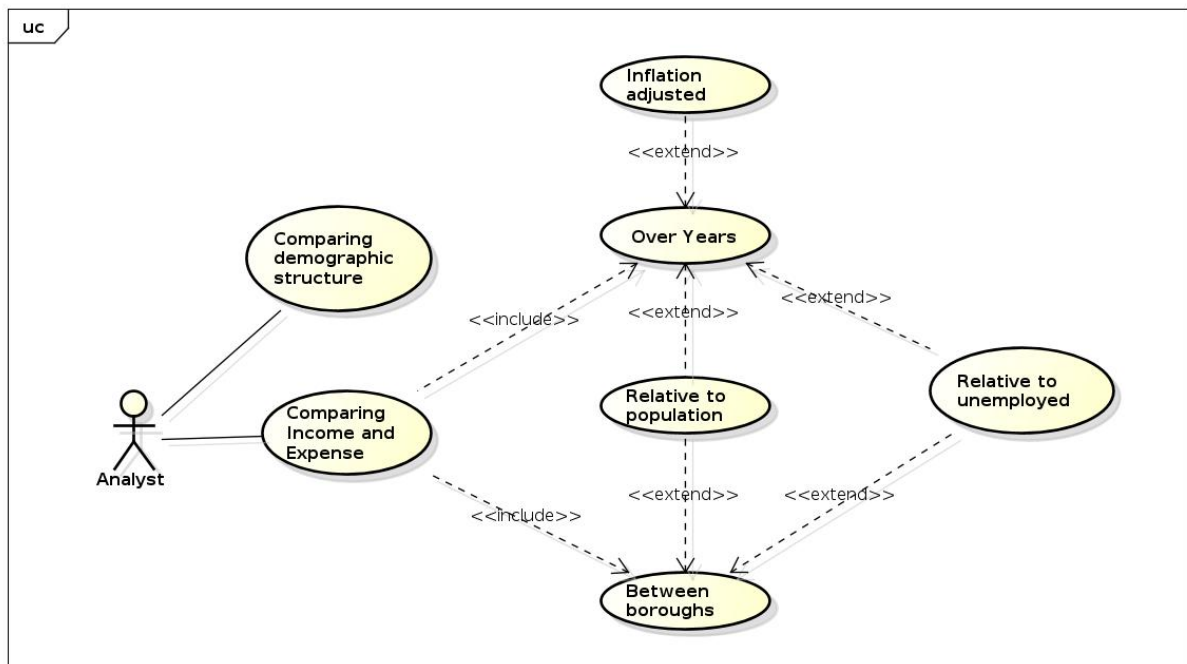 uc
Inflation
adjusted
<<extend>>
Over Years
Comparing
demographic
structure
<<include>>
<<extend>>
<<extend>>
Relative to
population
Relative to
unemployed
Comparing
Income and
Expense
Analyst
<<include>>
<<extend>>
<<extend>>
Between
boroughs